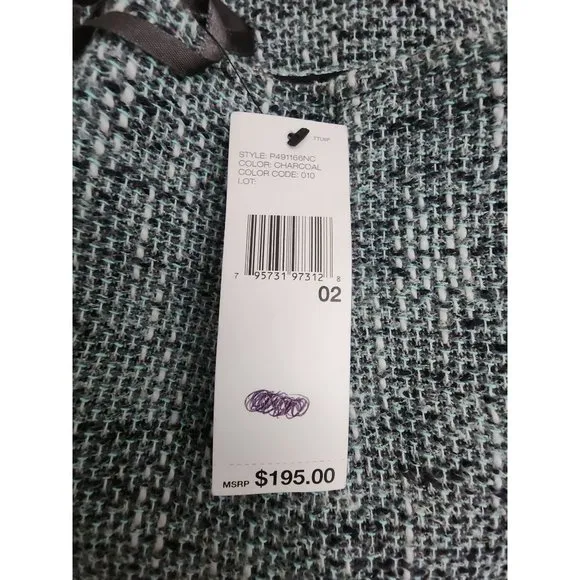 STYLE: P491166NC
COLOR: CHARCOAL
COLOR CODE: 010
LOT:
7 95731 97312 8
02
MSRP $195.00